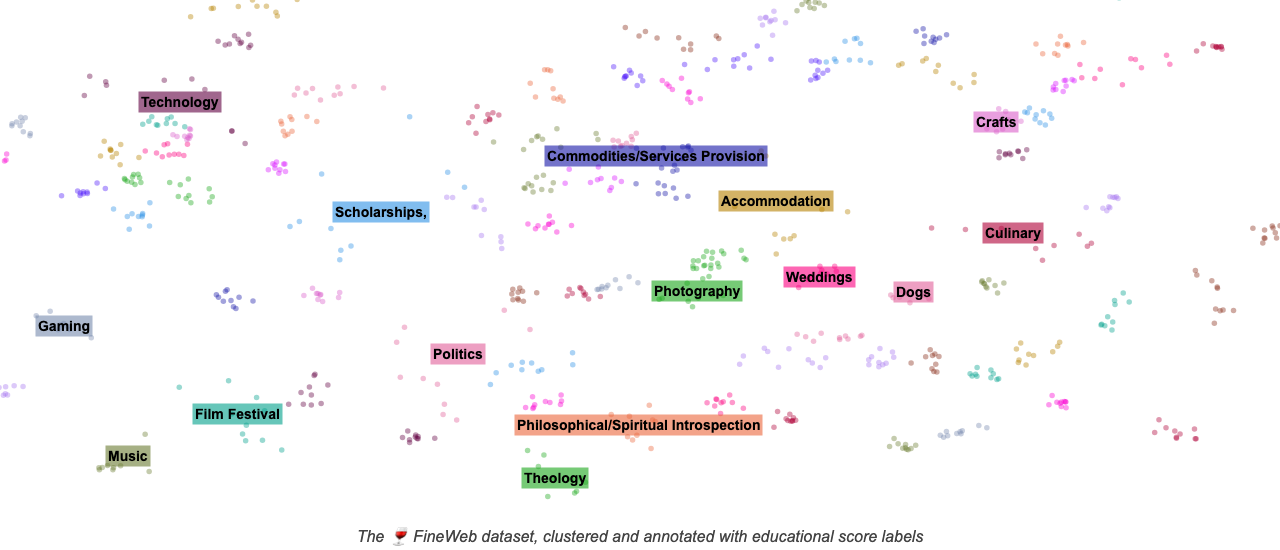 Technology
Crafts
Commodities/Services Provision
Accommodation
Scholarships,
Culinary
Weddings
Photography
Dogs
Gaming
Politics
Film Festival
Philosophical/Spiritual Introspection
Music
Theology
The 🍷 FineWeb dataset, clustered and annotated with educational score labels